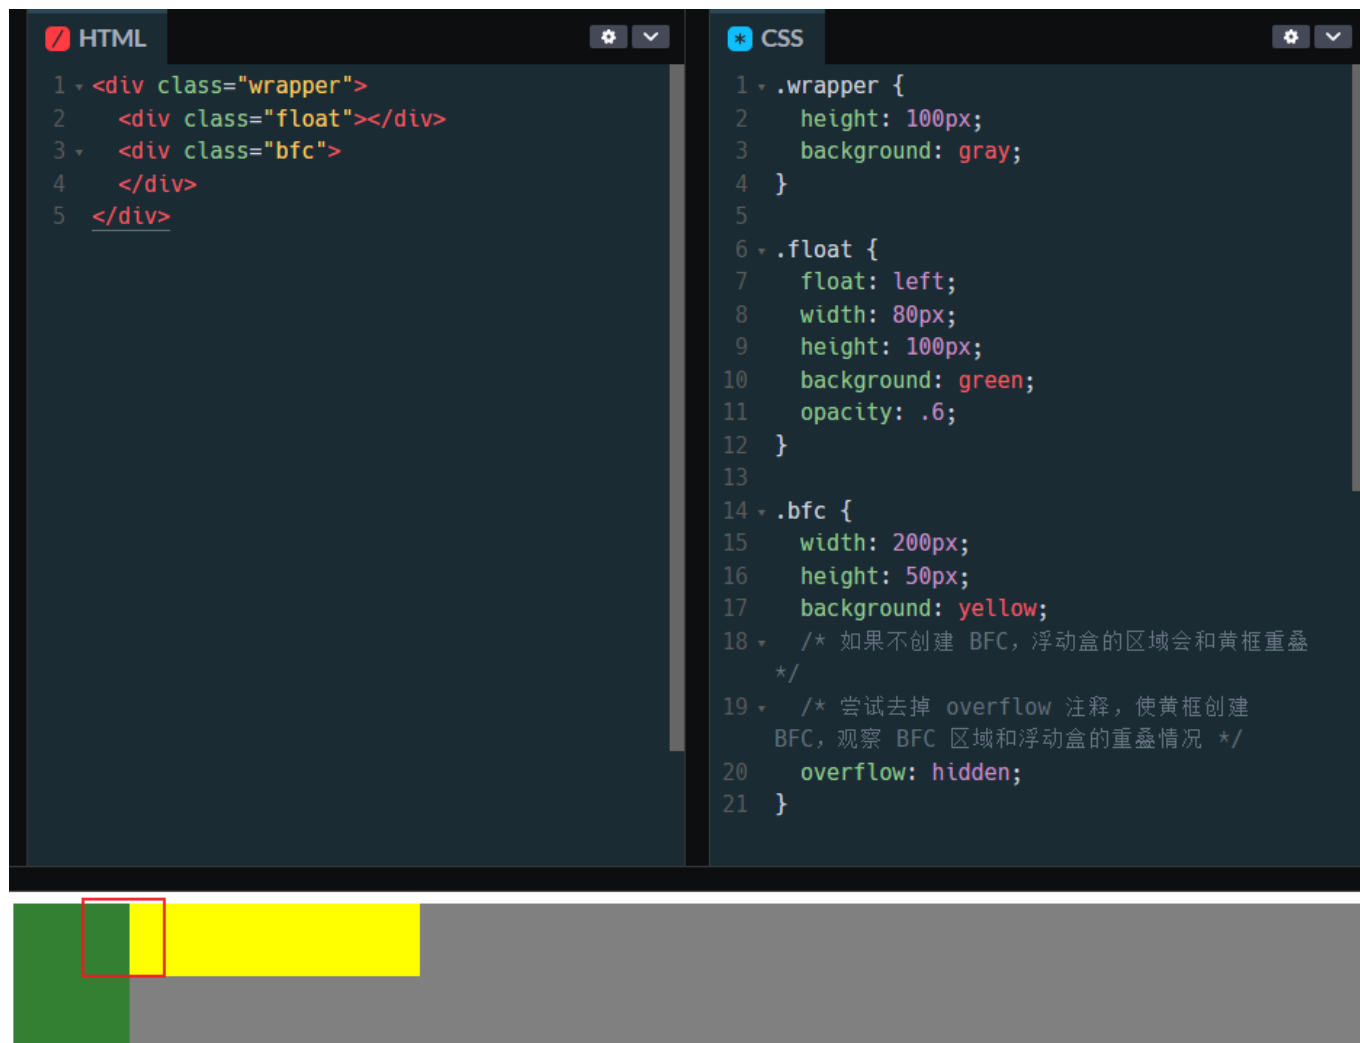 HTML
1 <div class="wrapper">
2   <div class="float"></div>
3   <div class="bfc">
4   </div>
5 </div>
CSS
1 .wrapper {
2   height: 100px;
3   background: gray;
4 }
5
6 .float {
7   float: left;
8   width: 80px;
9   height: 100px;
10   background: green;
11   opacity: .6;
12 }
13
14 .bfc {
15   width: 200px;
16   height: 50px;
17   background: yellow;
18   /* 如果不创建 BFC，浮动盒的区域会和黄框重叠
*/
19   /* 尝试去掉 overflow 注释，使黄框创建
BFC，观察 BFC 区域和浮动盒的重叠情况 */
20   overflow: hidden;
21 }